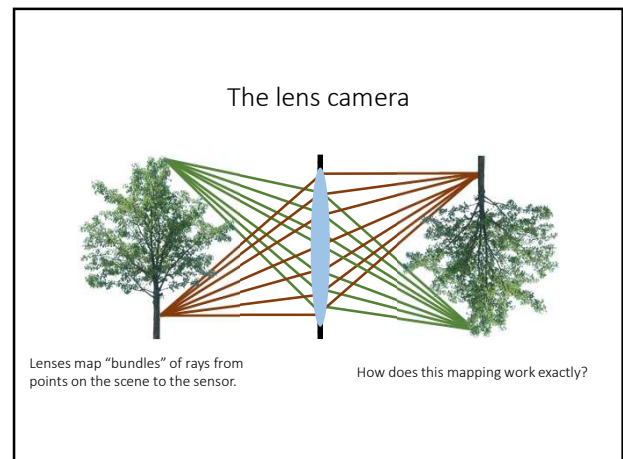 The lens camera
Lenses map “bundles” of rays from
points on the scene to the sensor.
How does this mapping work exactly?